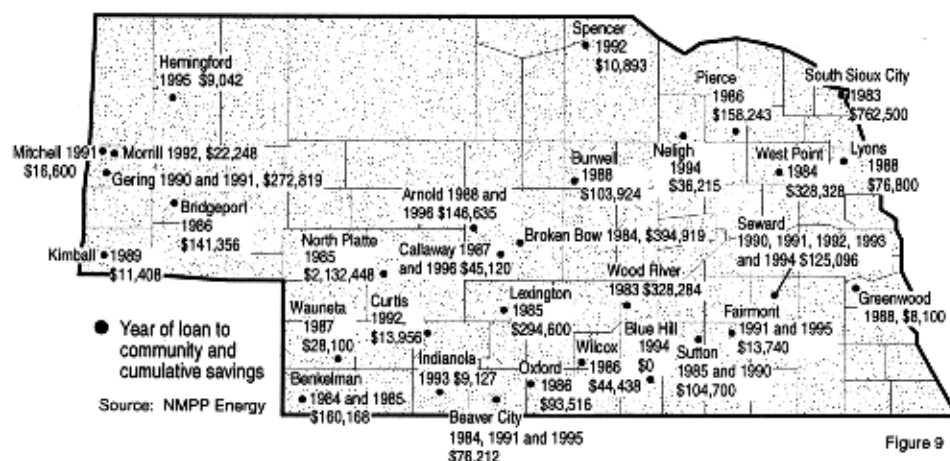 Spencer
1992
$10,893
Hemingford
1995 $9,042
Pierce
1986
$158,243
South Sioux City
1983
$762,500
Mitchell 1991
$16,600
Morrill 1992, $22,248
Gering 1990 and 1991, $272,819
Bridgeport
1986
$141,356
Kimball 1989
$11,408
Burwell
1988
$103,924
Neligh
1994
$36,215
West Point
1984
$328,328
Lyons
1988
$76,800
Arnold 1988 and
1996 $146,635
North Platte
1985
$2,132,448
Callaway 1987
and 1996 $45,120
Broken Bow 1984, $394,919
Seward
1990, 1991, 1992, 1993
and 1994 $125,096
Wood River
1983 $328,284
Greenwood
1988, $8,100
Wauneta
1987
$28,100
Curtis
1992,
$13,956
Lexington
1985
$294,600
Blue Hill
1994
$0
Fairmont
1991 and 1995
$13,740
Sutton
1985 and 1990
$104,700
Indianola
1993 $9,127
Oxford
1986
$93,516
Wilcox
1986
$44,438
Benkelman
1984 and 1985
$160,168
Beaver City
1984, 1991 and 1995
$76,212
Year of loan to
community and
cumulative savings
Source: NMPP Energy
Figure 9